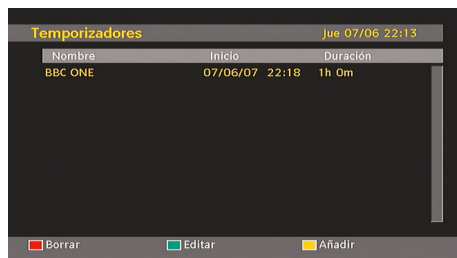 Temporizadores Jue 07/06 22:13
Nombre Inicio Duración
BBC ONE 07/06/07 22:18 1h 0m
Borrar Editar Añadir